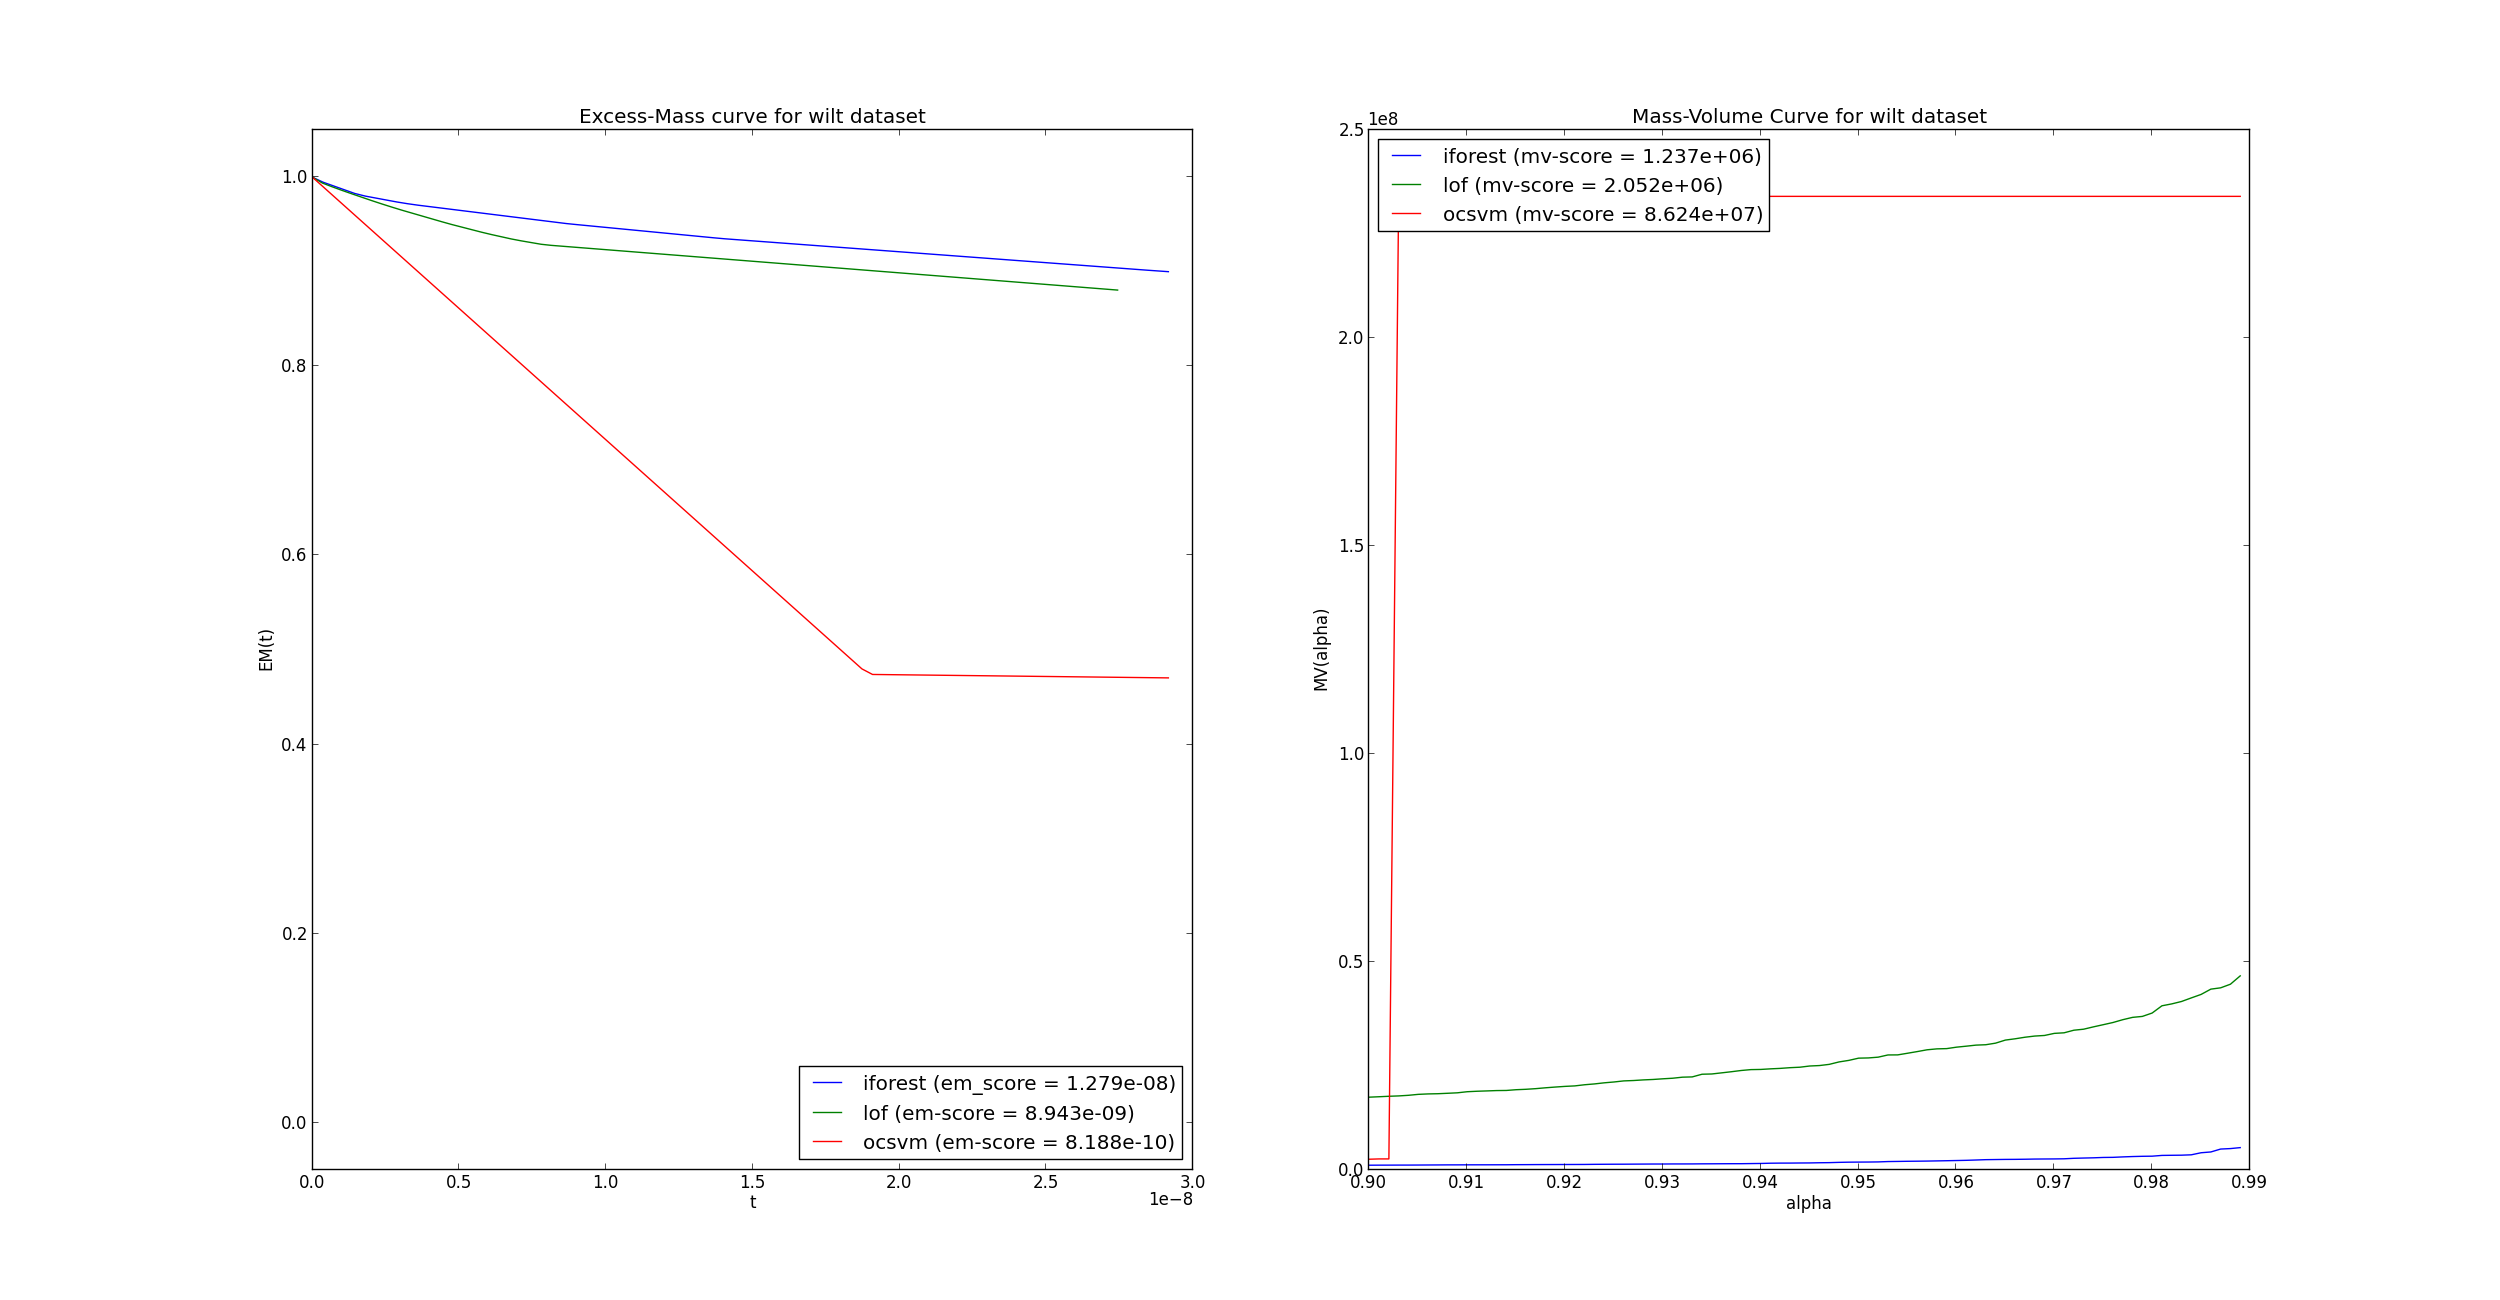 Excess-Mass curve for wilt dataset
1.0
0.8
0.6
0.4
0.2
0.0
EM(t)
iforest (em_score = 1.279e-08)
lof (em-score = 8.943e-09)
ocsvm (em-score = 8.188e-10)
0.0 0.5 1.0 1.5 2.0 2.5 3.0
1e−8
t
Mass-Volume Curve for wilt dataset
1e8
2.5
2.0
1.5
1.0
0.5
0.0
MV(alpha)
iforest (mv-score = 1.237e+06)
lof (mv-score = 2.052e+06)
ocsvm (mv-score = 8.624e+07)
0.90 0.91 0.92 0.93 0.94 0.95 0.96 0.97 0.98 0.99
alpha